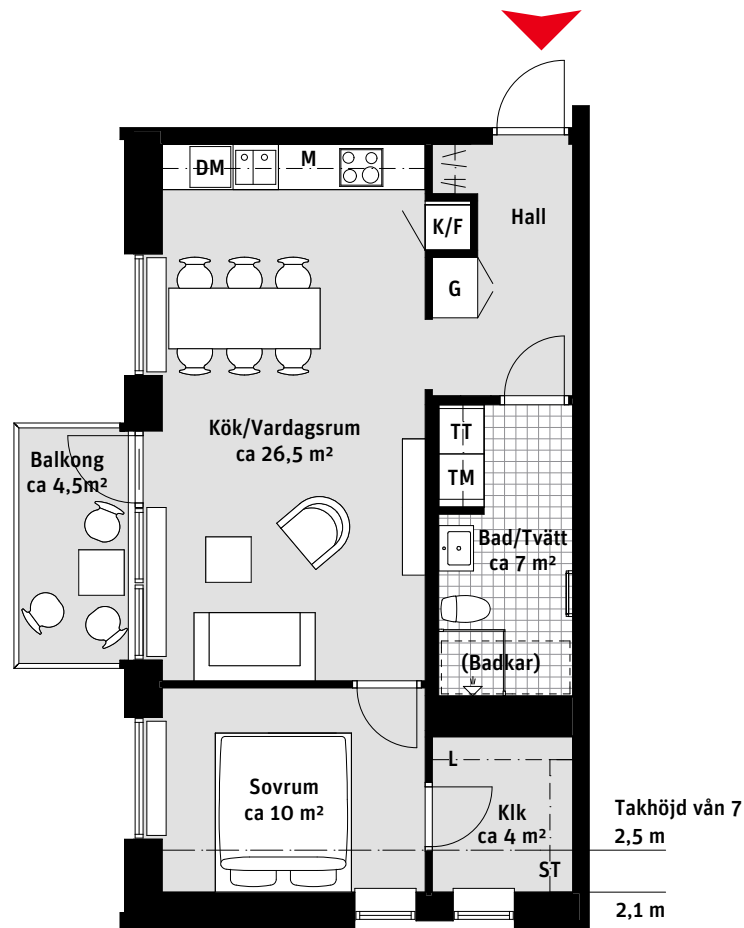 DM
M
K/F
Hall
G
Kök/Vardagsrum
ca 26,5 m²
TT
Balkong
ca 4,5m²
TM
Bad/Tvätt
ca 7 m²
(Badkar)
L
Sovrum
ca 10 m²
Klk
ca 4 m²
Takhöjd vån 7
2,5 m
ST
2,1 m